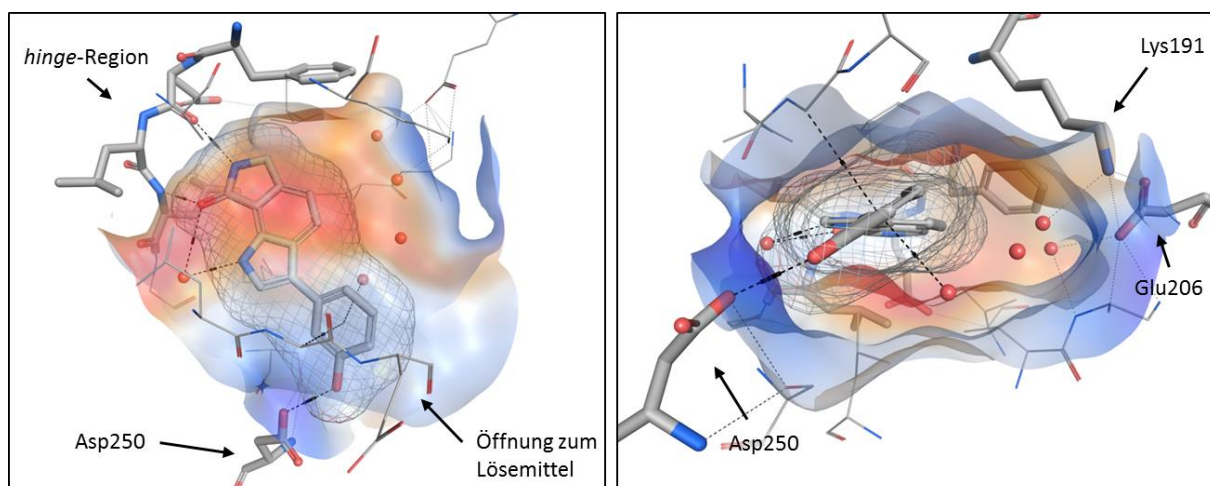 hinge-Region
Asp250
Öffnung zum
Lösemittel
Lys191
Glu206
Asp250